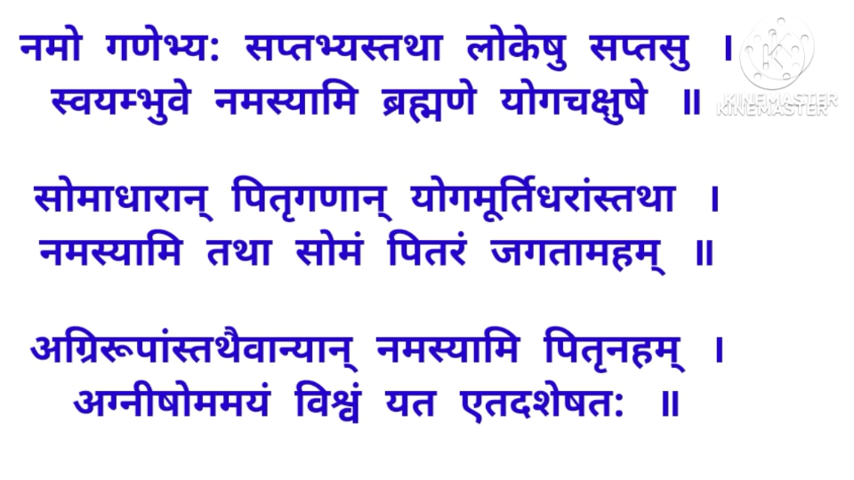 नमो गणेभ्य: सप्तभ्यस्तथा लोकेषु सप्तसु ।
स्वयम्भुवे नमस्यामि ब्रह्मणे योगचक्षुषे ॥
सोमाधारान् पितृगणान् योगमूर्तिधरांस्तथा ।
नमस्यामि तथा सोमं पितरं जगतामहम् ॥
अग्रिरूपांस्तथैवान्यान् नमस्यामि पितृनहम् ।
अग्नीषोममयं विश्वं यत एतदशेषत: ॥
KINEMASTER
KINEMASTER